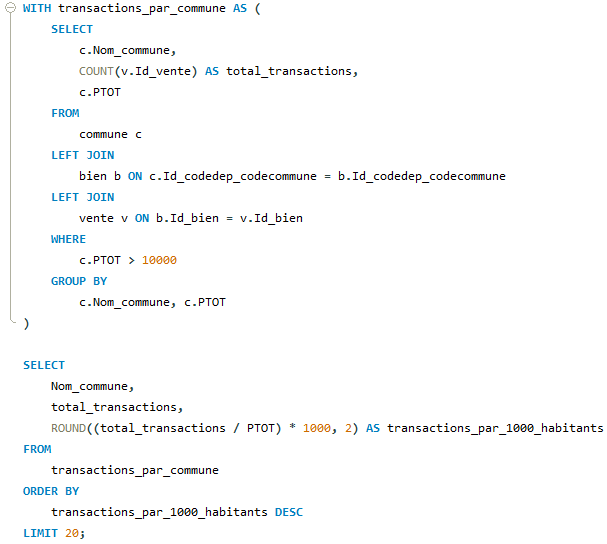 WITH transactions_par_commune AS (
SELECT
c.Nom_commune,
COUNT(v.Id_vente) AS total_transactions,
c.PTOT
FROM
commune c
LEFT JOIN
bien b ON c.Id_codedep_codecommune = b.Id_codedep_codecommune
LEFT JOIN
vente v ON b.Id_bien = v.Id_bien
WHERE
c.PTOT > 10000
GROUP BY
c.Nom_commune, c.PTOT
)
SELECT
Nom_commune,
total_transactions,
ROUND((total_transactions / PTOT) * 1000, 2) AS transactions_par_1000_habitants
FROM
transactions_par_commune
ORDER BY
transactions_par_1000_habitants DESC
LIMIT 20;